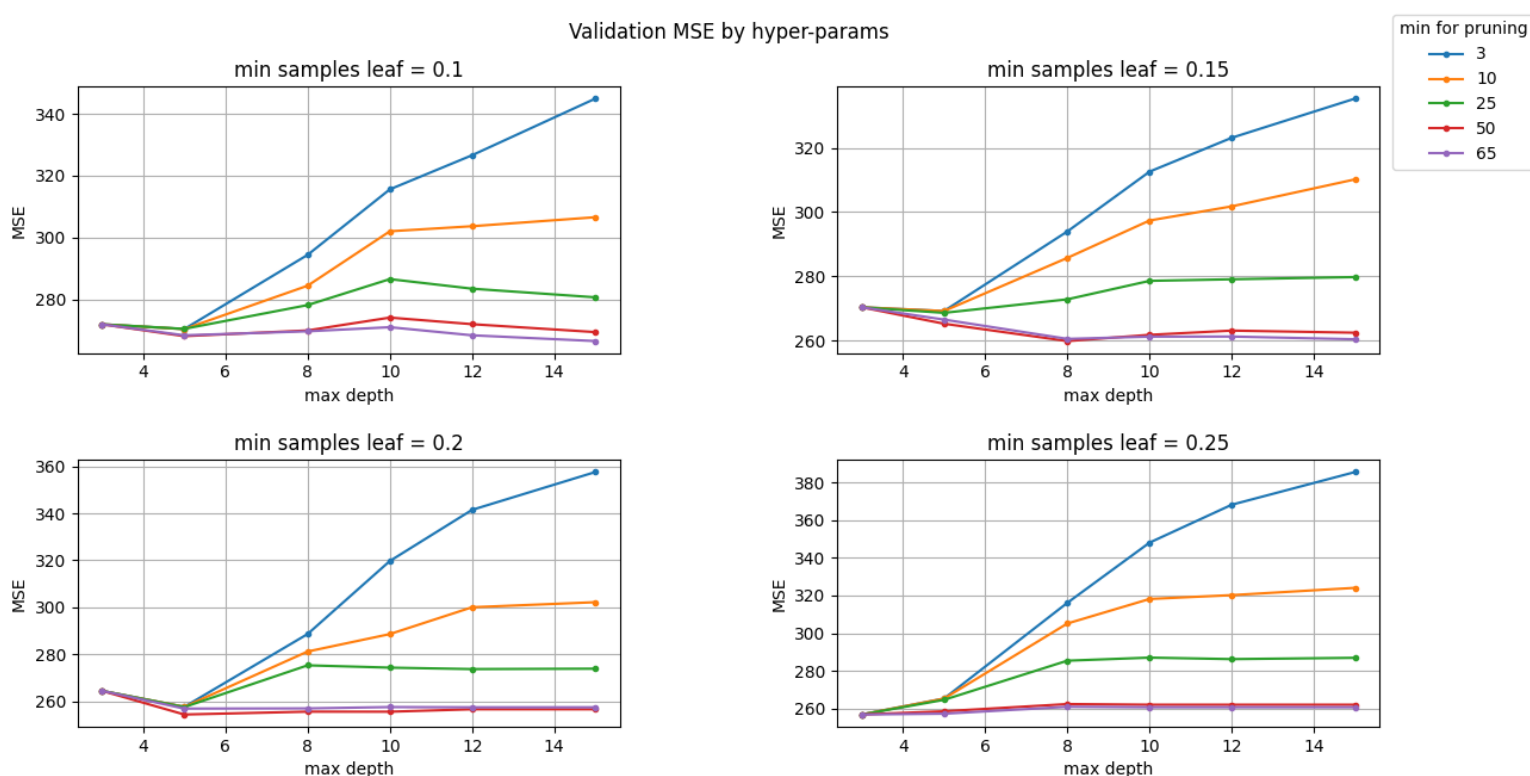 Validation MSE by hyper-params
min for pruning
3
10
25
50
65
min samples leaf = 0.1
340
320
300
280
MSE
4 6 8 10 12 14
max depth
min samples leaf = 0.15
320
300
280
260
MSE
4 6 8 10 12 14
max depth
min samples leaf = 0.2
360
340
320
300
280
260
MSE
4 6 8 10 12 14
max depth
min samples leaf = 0.25
380
360
340
320
300
280
260
MSE
4 6 8 10 12 14
max depth